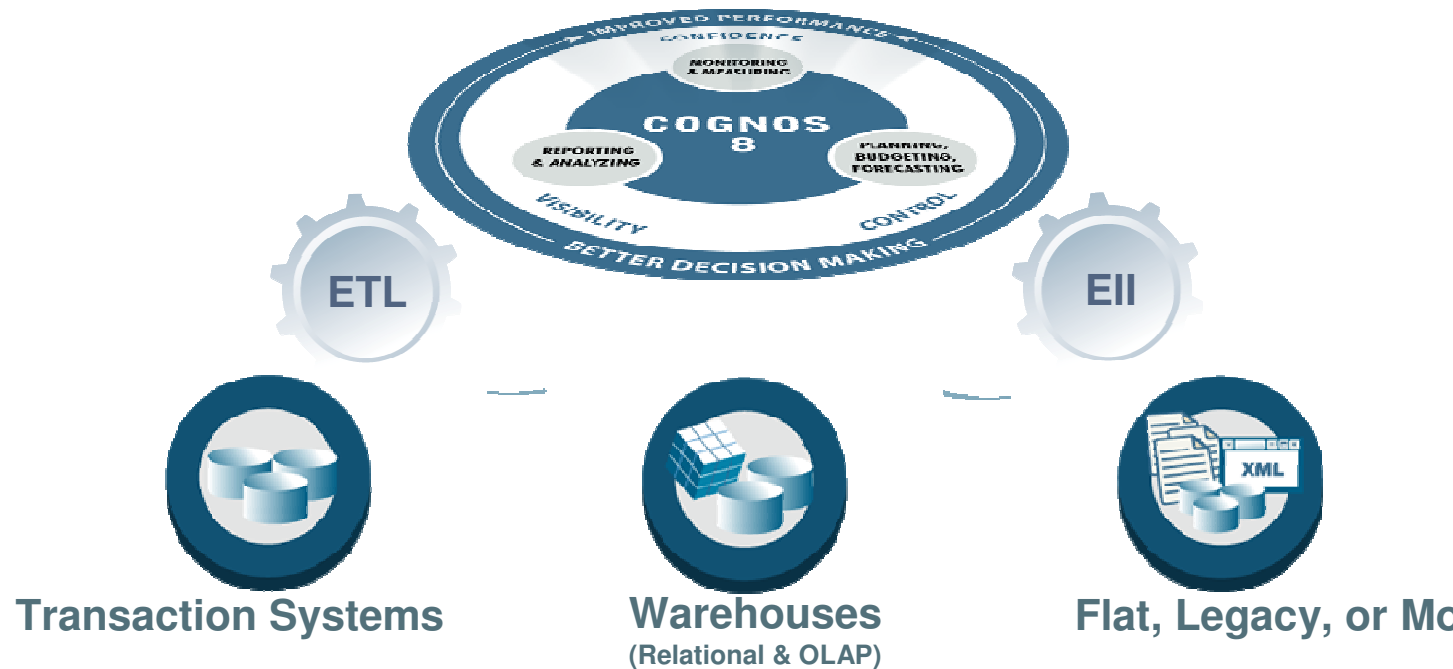 IMPROVED PERFORMANCE
CONFIDENCE
MONITORING
& MEASURING
COGNOS
8
REPORTING
& ANALYZING
PLANNING,
BUDGETING,
FORECASTING
VISIBILITY
CONTROL
BETTER DECISION MAKING
ETL
EII
XML
Transaction Systems
Warehouses
(Relational & OLAP)
Flat, Legacy, or Mo